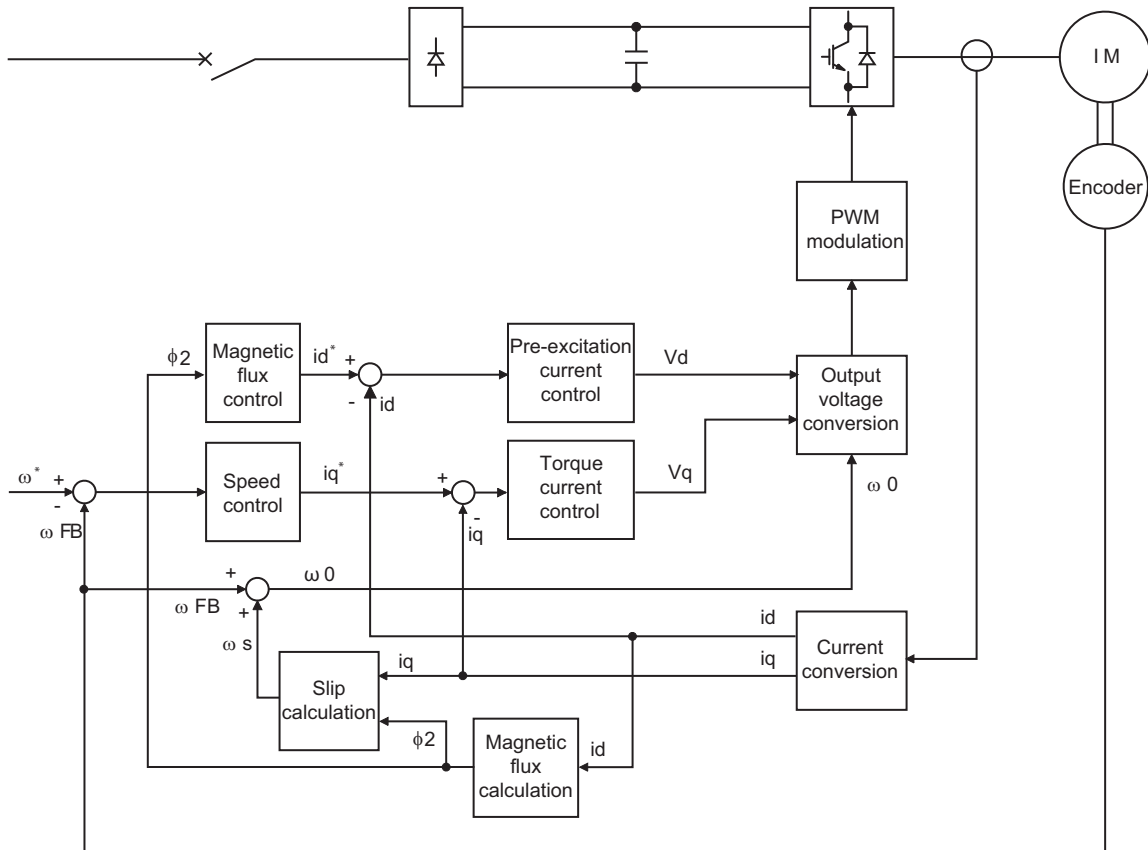 IM
Encoder
PWM
modulation
ϕ2
Magnetic
flux
control
id*
+
-
id
Pre-excitation
current
control
Vd
Output
voltage
conversion
ω*
+
-
ω FB
Speed
control
iq*
+
-
iq
Torque
current
control
Vq
ω 0
+
ω FB
+
ω 0
ω s
id
iq
Current
conversion
Slip
calculation
iq
ϕ2
Magnetic
flux
calculation
id